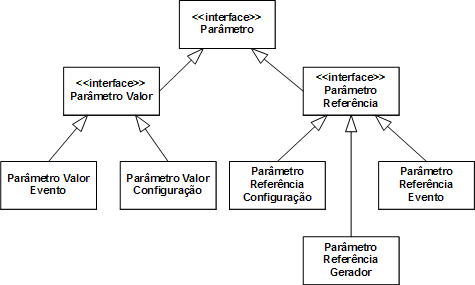 <<interface>>
Parâmetro
<<interface>>
Parâmetro Valor
<<interface>>
Parâmetro
Referência
Parâmetro Valor
Evento
Parâmetro Valor
Configuração
Parâmetro
Referência
Configuração
Parâmetro
Referência
Evento
Parâmetro
Referência
Gerador